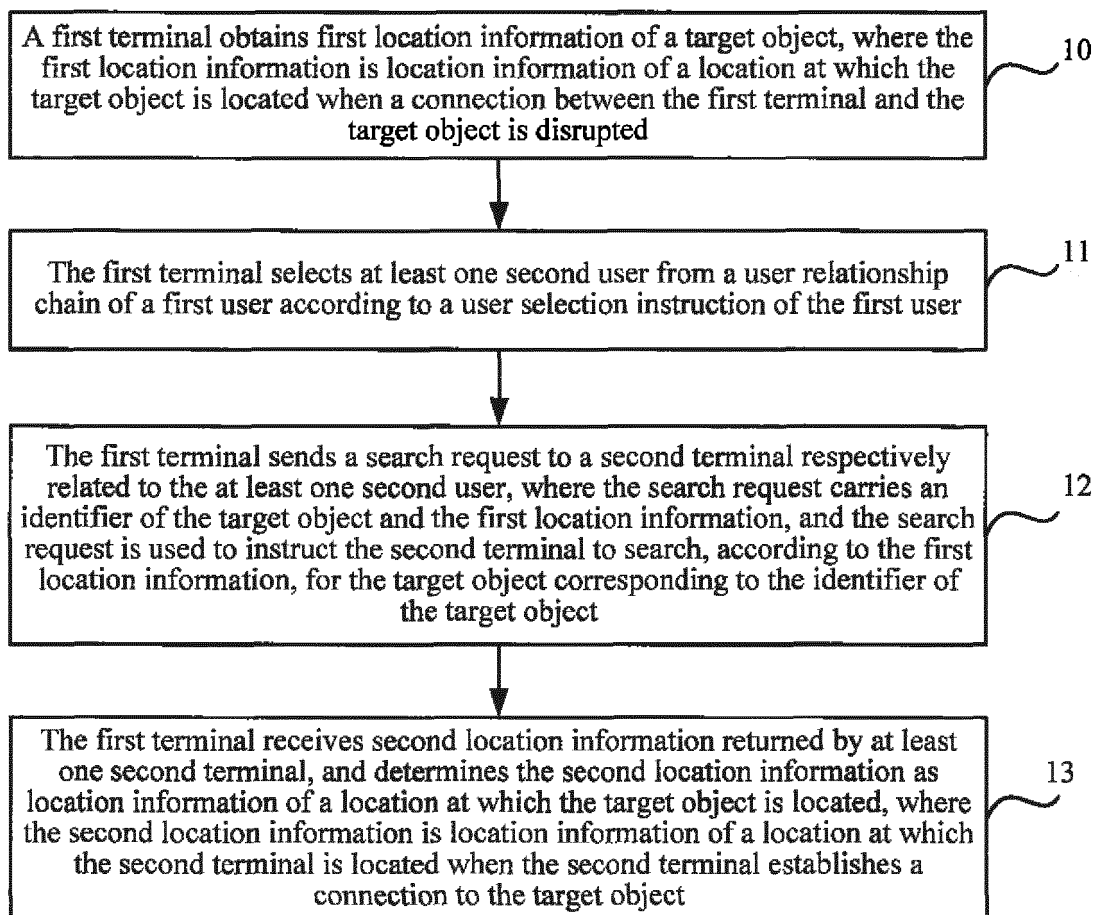 A first terminal obtains first location information of a target object, where the
first location information is location information of a location at which the
target object is located when a connection between the first terminal and the
target object is disrupted
10
The first terminal selects at least one second user from a user relationship
chain of a first user according to a user selection instruction of the first user
11
The first terminal sends a search request to a second terminal respectively
related to the at least one second user, where the search request carries an
identifier of the target object and the first location information, and the search
request is used to instruct the second terminal to search, according to the first
location information, for the target object corresponding to the identifier of
the target object
12
The first terminal receives second location information returned by at least
one second terminal, and determines the second location information as
location information of a location at which the target object is located, where
the second location information is location information of a location at which
the second terminal is located when the second terminal establishes a
connection to the target object
13